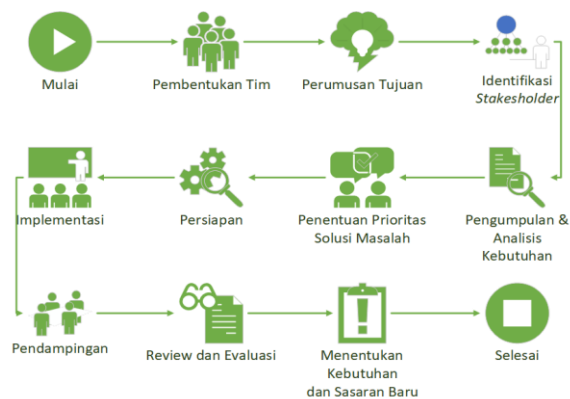 Mulai
Pembentukan Tim
Perumusan Tujuan
Identifikasi
Stakesholder
Implementasi
Persiapan
Penentuan Prioritas
Solusi Masalah
Pengumpulan &
Analisis
Kebutuhan
Pendampingan
Review dan Evaluasi
Menentukan
Kebutuhan
dan Sasaran Baru
Selesai